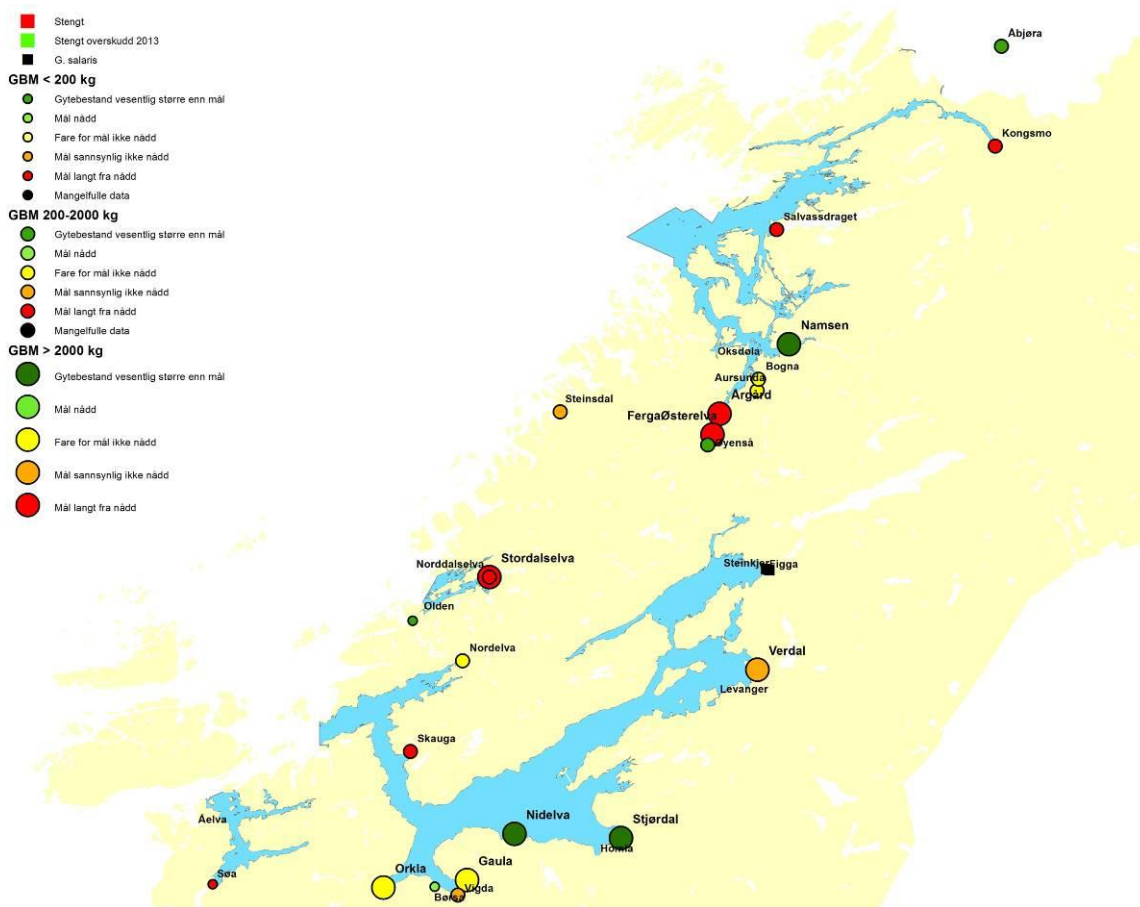 Stengt
Stengt overskudd 2013
G. salaris
GBM < 200 kg
Gytebestand vesentlig større enn mål
Mål nådd
Fare for mål ikke nådd
Mål sannsynlig ikke nådd
Mål langt fra nådd
Mangelfulle data
GBM 200-2000 kg
Gytebestand vesentlig større enn mål
Mål nådd
Fare for mål ikke nådd
Mål sannsynlig ikke nådd
Mål langt fra nådd
Mangelfulle data
GBM > 2000 kg
Gytebestand vesentlig større enn mål
Mål nådd
Fare for mål ikke nådd
Mål sannsynlig ikke nådd
Mål langt fra nådd
Åbjøra
Kongsmo
Salvassdraget
Namsen
Oksdøla
Bogna
Aursunda
Årgård
Steinsdal
FergaØsterelva
Øyenså
Norddalselva
Stordalselva
SteinkjerFigga
Olden
Nordelva
Verdal
Levanger
Skauga
Nidelva
Stjørdal
Homla
Åelva
Søa
Orkla
Gaula
Vigda
Børsa